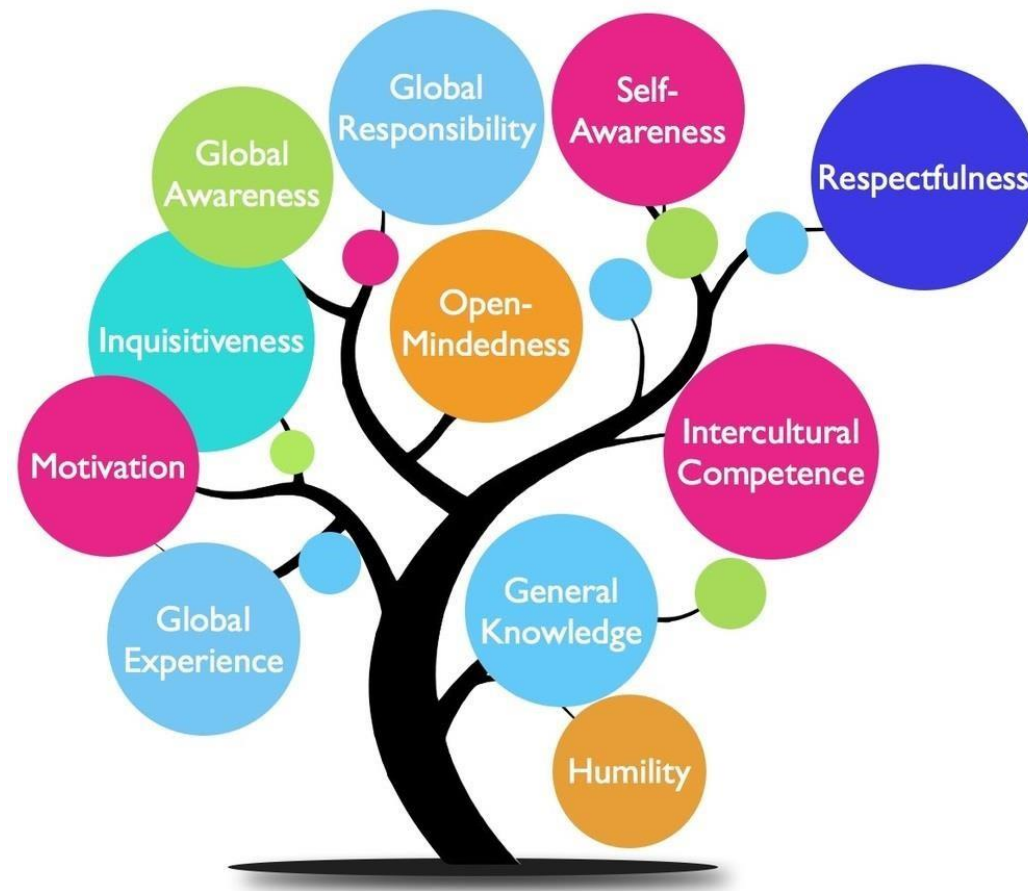 Global
Responsibility
Self-
Awareness
Global
Awareness
Respectfulness
Open-
Mindedness
Inquisitiveness
Motivation
Intercultural
Competence
General
Knowledge
Global
Experience
Humility